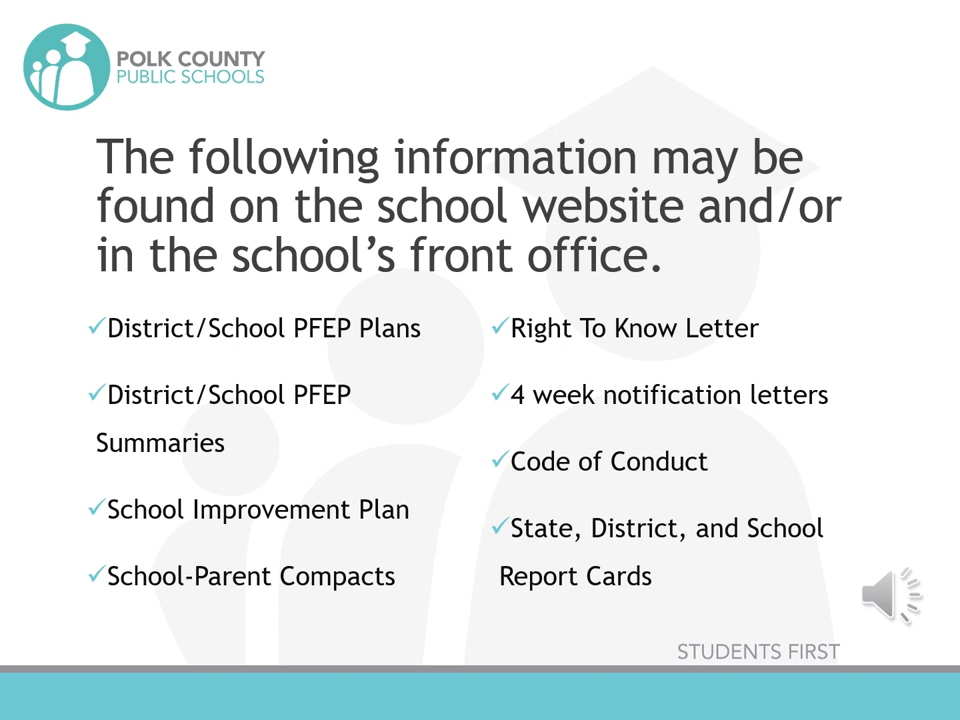 POLK COUNTY
PUBLIC SCHOOLS
The following information may be
found on the school website and/or
in the school’s front office.
✓District/School PFEP Plans
✓District/School PFEP
Summaries
✓School Improvement Plan
✓School-Parent Compacts
✓Right To Know Letter
✓4 week notification letters
✓Code of Conduct
✓State, District, and School
Report Cards
STUDENTS FIRST